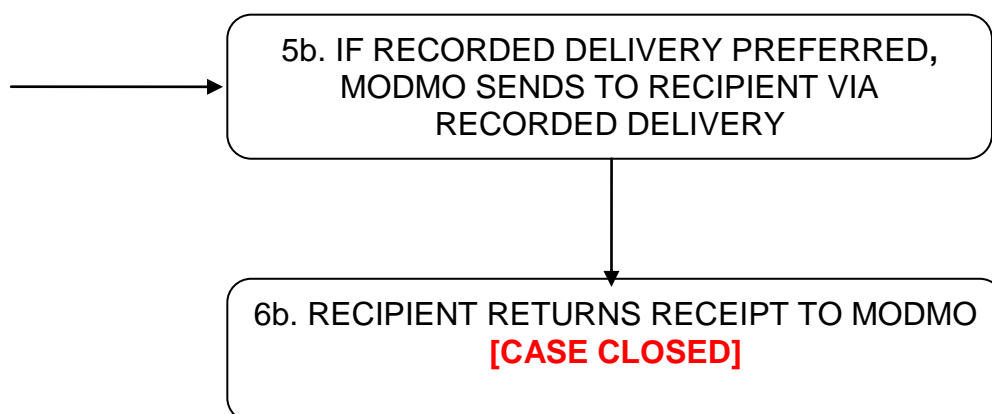 5b. IF RECORDED DELIVERY PREFERRED,
MODMO SENDS TO RECIPIENT VIA
RECORDED DELIVERY
6b. RECIPIENT RETURNS RECEIPT TO MODMO
[CASE CLOSED]